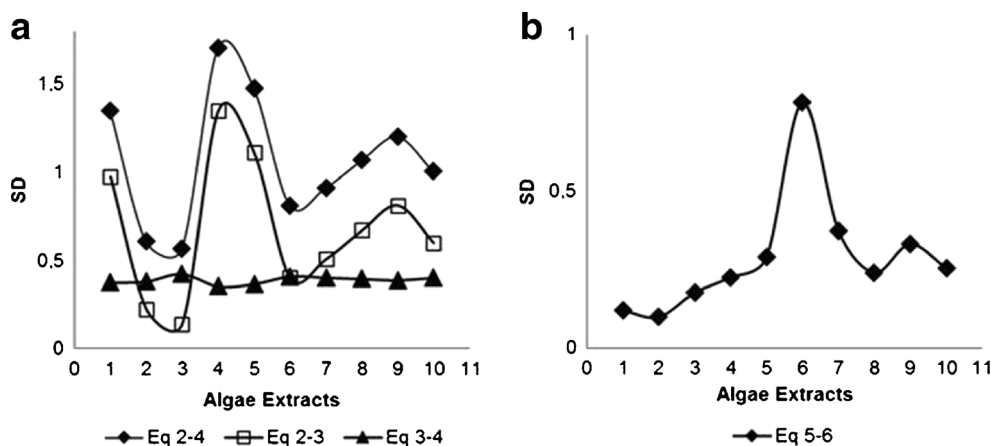 a
SD
1.5
1
0.5
0
0 1 2 3 4 5 6 7 8 9 10 11
Algae Extracts
Eq 2-4 Eq 2-3 Eq 3-4
b
SD
1
0.5
0
0 1 2 3 4 5 6 7 8 9 10 11
Algae Extracts
Eq 5-6